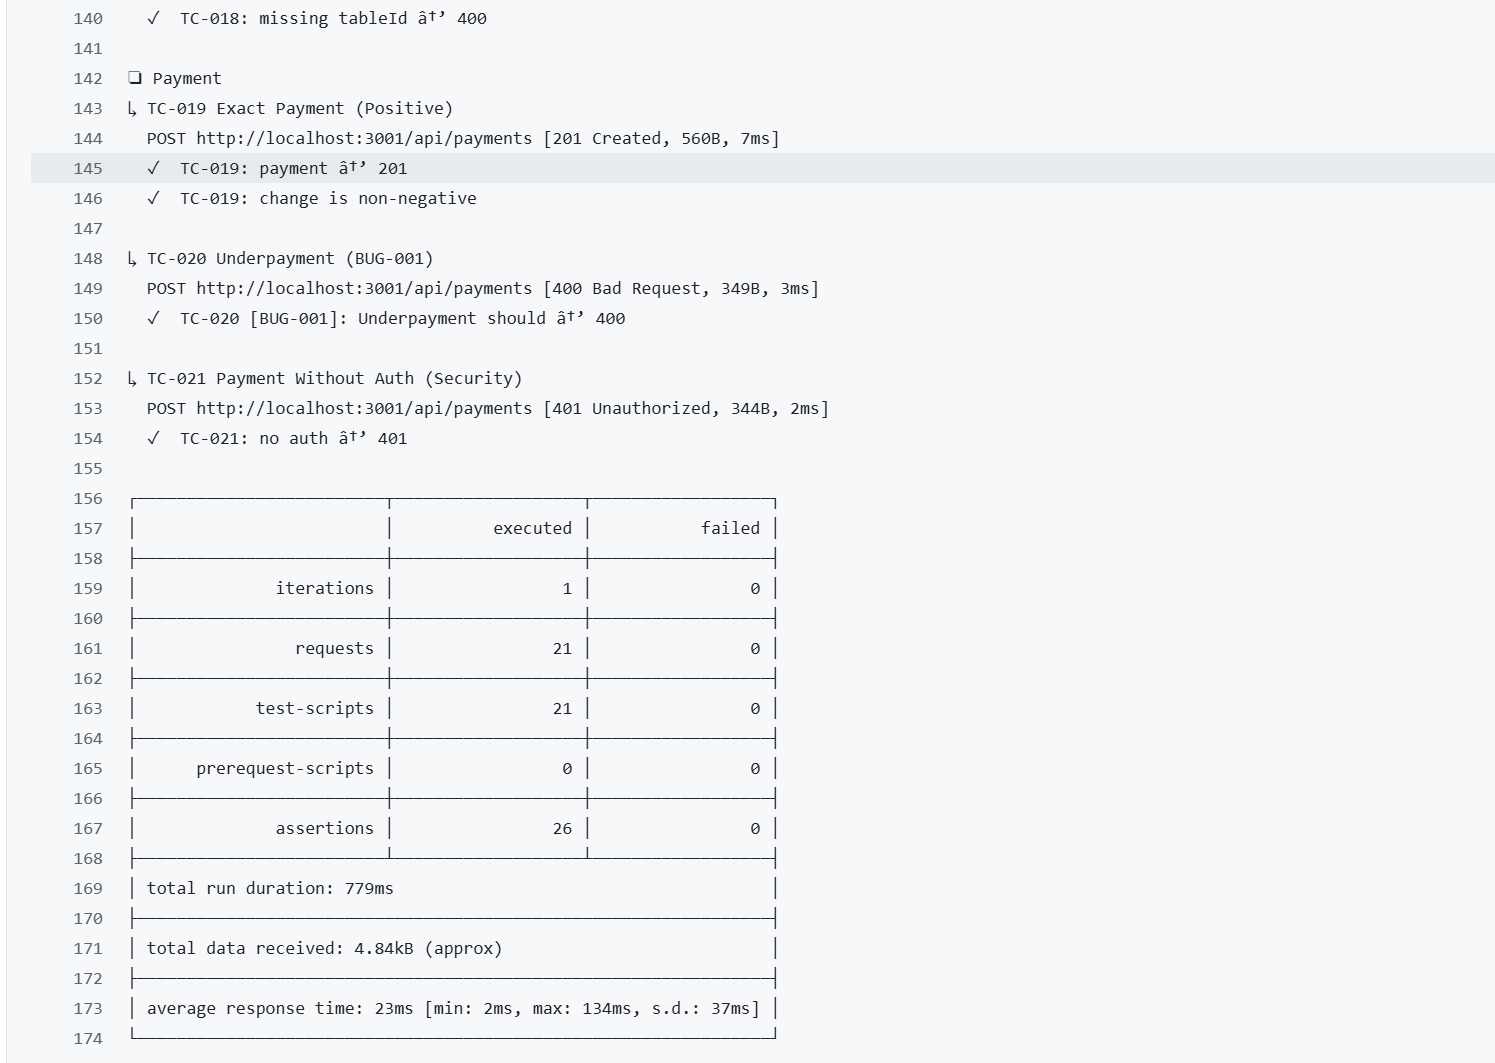 140 ✓ TC-018: missing tableId â†’ 400
141
142 ❏ Payment
143 ↳ TC-019 Exact Payment (Positive)
144 POST http://localhost:3001/api/payments [201 Created, 560B, 7ms]
145 ✓ TC-019: payment â†’ 201
146 ✓ TC-019: change is non-negative
147
148 ↳ TC-020 Underpayment (BUG-001)
149 POST http://localhost:3001/api/payments [400 Bad Request, 349B, 3ms]
150 ✓ TC-020 [BUG-001]: Underpayment should â†’ 400
151
152 ↳ TC-021 Payment Without Auth (Security)
153 POST http://localhost:3001/api/payments [401 Unauthorized, 344B, 2ms]
154 ✓ TC-021: no auth â†’ 401
155
156 ┌─────────────────────────┬───────────────────┬──────────────────┐
157 │                         │          executed │           failed │
158 ├─────────────────────────┼───────────────────┼──────────────────┤
159 │              iterations │                 1 │                0 │
160 ├─────────────────────────┼───────────────────┼──────────────────┤
161 │                requests │                21 │                0 │
162 ├─────────────────────────┼───────────────────┼──────────────────┤
163 │            test-scripts │                21 │                0 │
164 ├─────────────────────────┼───────────────────┼──────────────────┤
165 │      prerequest-scripts │                 0 │                0 │
166 ├─────────────────────────┼───────────────────┼──────────────────┤
167 │              assertions │                26 │                0 │
168 ├─────────────────────────┴───────────────────┴──────────────────┤
169 │ total run duration: 779ms                                      │
170 ├────────────────────────────────────────────────────────────────┤
171 │ total data received: 4.84kB (approx)                           │
172 ├────────────────────────────────────────────────────────────────┤
173 │ average response time: 23ms [min: 2ms, max: 134ms, s.d.: 37ms] │
174 └────────────────────────────────────────────────────────────────┘